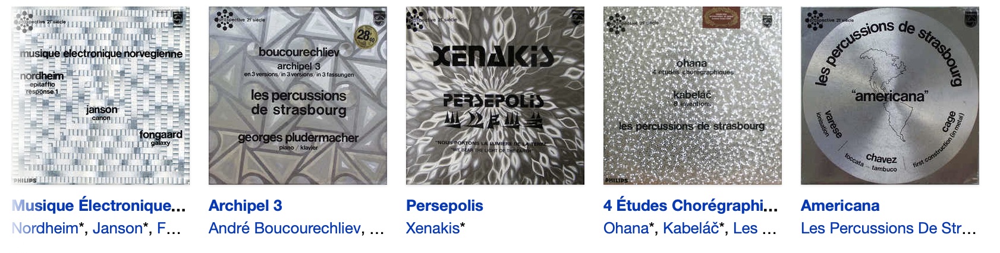 prospective 21e siècle
musique electronique norvegienne
nordheim
epitaffio
response 1
janson
canon
fongaard
galaxy
PHILIPS
Musique Électronique...
Nordheim*, Janson*, F...
prospective 21e siècle
28,40
boucourechliev
archipel 3
en 3 versions/in 3 versions/in 3 fassungen
les percussions
de strasbourg
georges pludermacher
piano / klavier
Archipel 3
André Boucourechliev, ...
prospective 21e siècle
XENAKIS
PERSEPOLIS
"NOUS PORTONS LA LUMIERE DE LA TERRE"
"WE BEAR THE LIGHT OF THE EARTH"
Persepolis
Xenakis*
prospective 21e siècle
ohana
4 études chorégraphiques
kabeláč
8 inventions
les percussions de strasbourg
PHILIPS
4 Études Chorégraphi...
Ohana*, Kabeláč*, Les ...
prospective 21e siècle
les percussions de strasbourg
"americana"
varese
ionisation
chavez
toccata – tambuco
cage
first construction (in metal)
Americana
Les Percussions De Str...